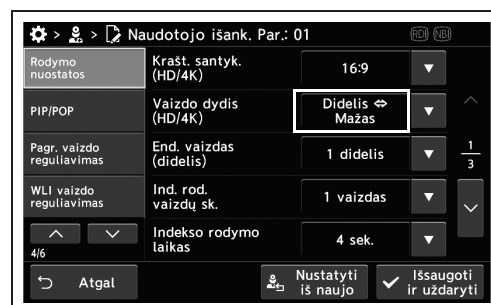 > > Naudotojo išank. Par.: 01 RDI NBI
Rodymo
nuostatos
Krašt. santyk.
(HD/4K)
16:9
PIP/POP
Vaizdo dydis
(HD/4K)
Didelis ⇔
Mažas
Pagr. vaizdo
reguliavimas
End. vaizdas
(didelis)
1 didelis
1
3
WLI vaizdo
reguliavimas
Ind. rod.
vaizdų sk.
1 vaizdas
4/6
Indekso rodymo
laikas
4 sek.
Atgal
Nustatyti
iš naujo
Išsaugoti
ir uždaryti